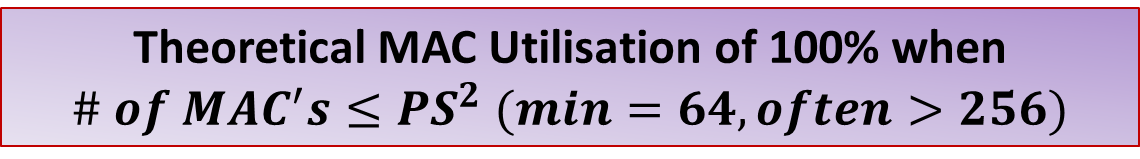 Theoretical MAC Utilisation of 100% when
# of MAC's ≤ PS² (min = 64, often > 256)